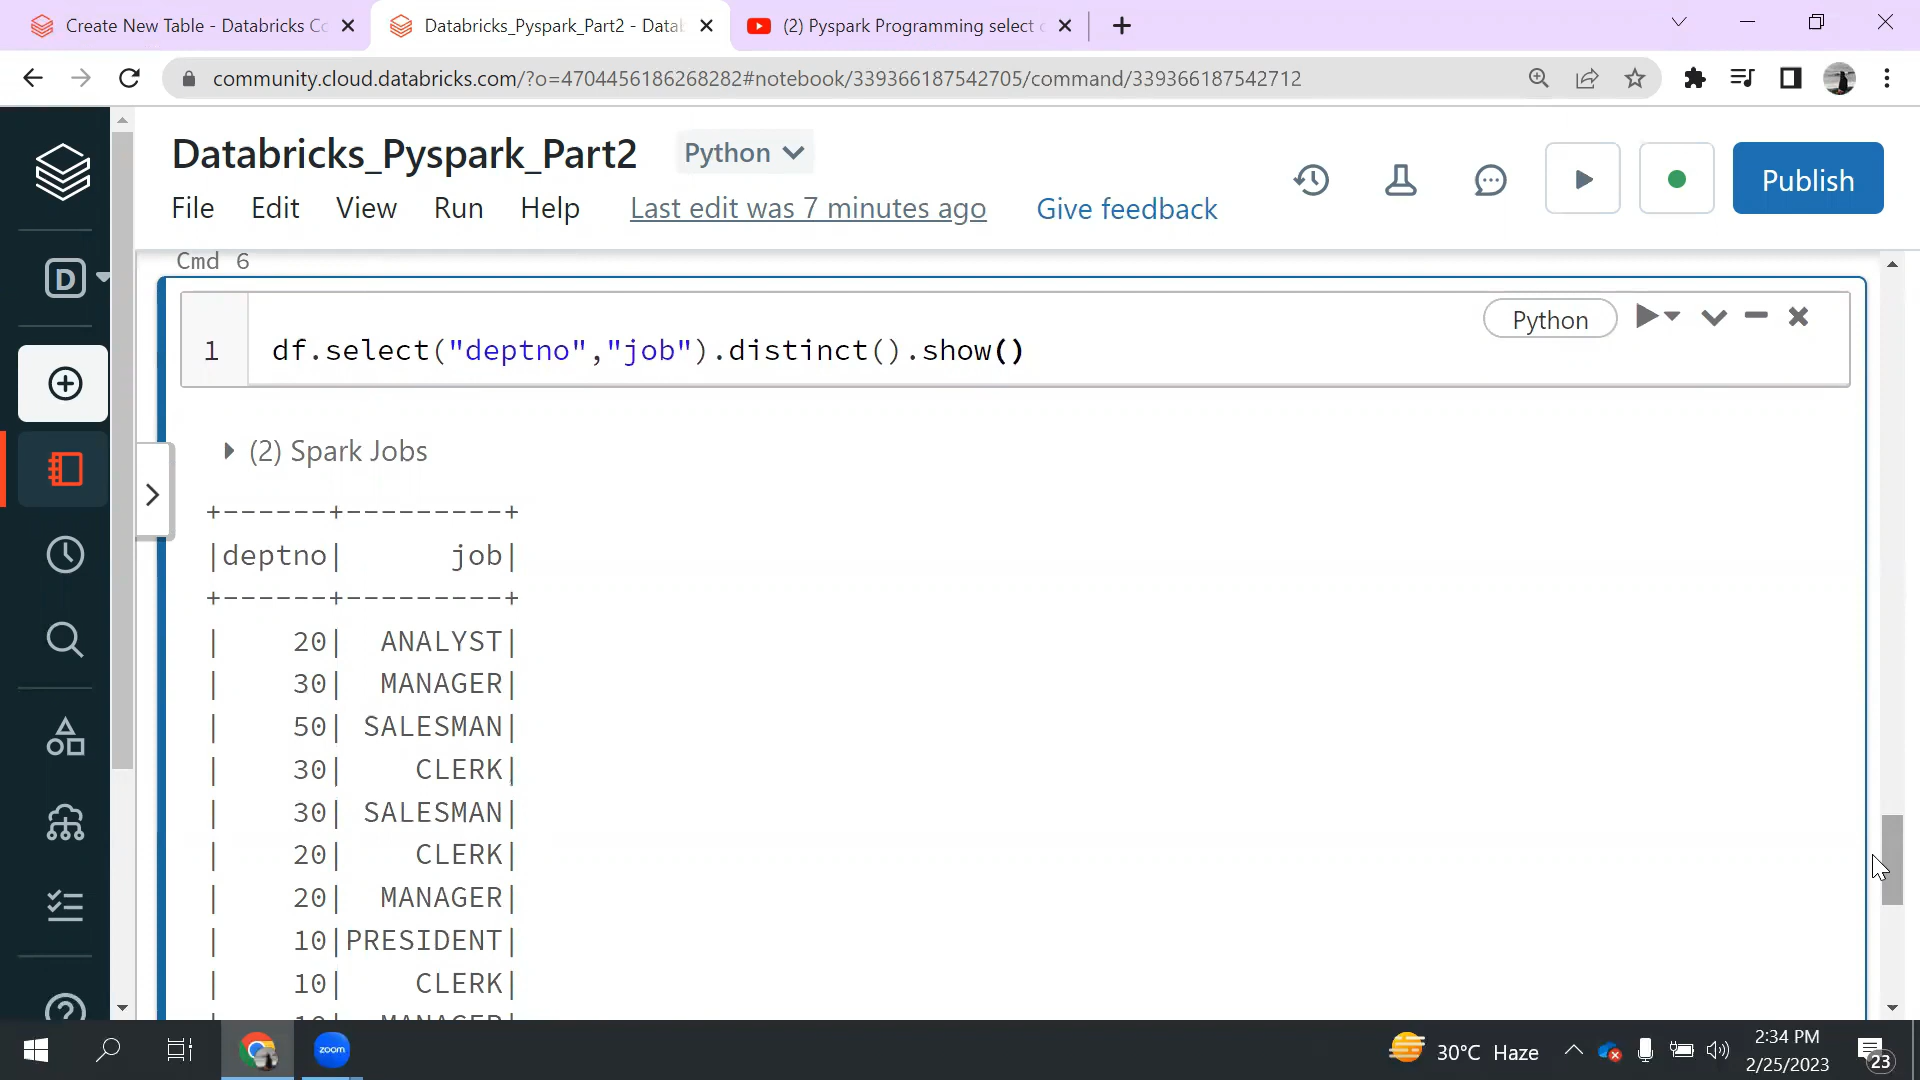 Create New Table - Databricks Co
Databricks_Pyspark_Part2 - Datab
(2) Pyspark Programming select c
community.cloud.databricks.com/?o=4704456186268282#notebook/339366187542705/command/339366187542712
Databricks_Pyspark_Part2 Python
File Edit View Run Help Last edit was 7 minutes ago Give feedback
Publish
D
Cmd 6
Python
1 df.select("deptno","job").distinct().show()
(2) Spark Jobs
+------+---------+
|deptno|      job|
+------+---------+
|    20|  ANALYST|
|    30|  MANAGER|
|    50| SALESMAN|
|    30|    CLERK|
|    30| SALESMAN|
|    20|    CLERK|
|    20|  MANAGER|
|    10|PRESIDENT|
|    10|    CLERK|
|    10|  MANAGER|
zoom
30°C Haze
2:34 PM
2/25/2023
23